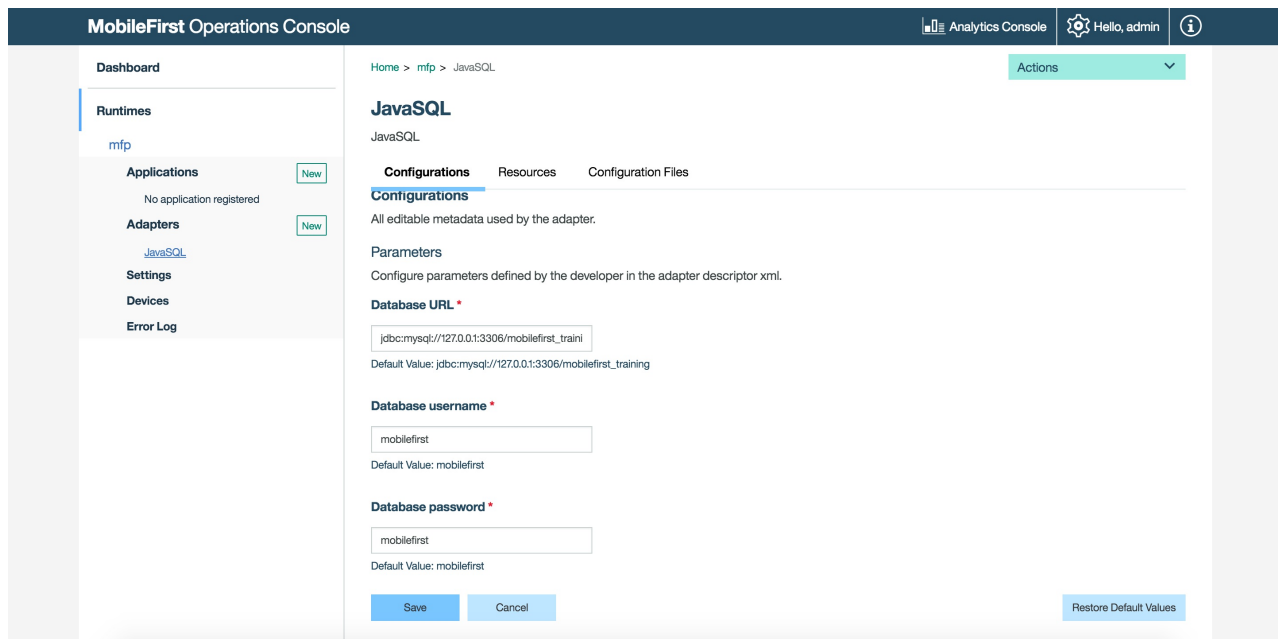 MobileFirst Operations Console
Analytics Console
Hello, admin
Dashboard
Runtimes
mfp
Applications
New
No application registered
Adapters
New
JavaSQL
Settings
Devices
Error Log
Home > mfp > JavaSQL
Actions
JavaSQL
JavaSQL
Configurations
Resources
Configuration Files
Configurations
All editable metadata used by the adapter.
Parameters
Configure parameters defined by the developer in the adapter descriptor xml.
Database URL *
jdbc:mysql://127.0.0.1:3306/mobilefirst_traini
Default Value: jdbc:mysql://127.0.0.1:3306/mobilefirst_training
Database username *
mobilefirst
Default Value: mobilefirst
Database password *
mobilefirst
Default Value: mobilefirst
Save
Cancel
Restore Default Values